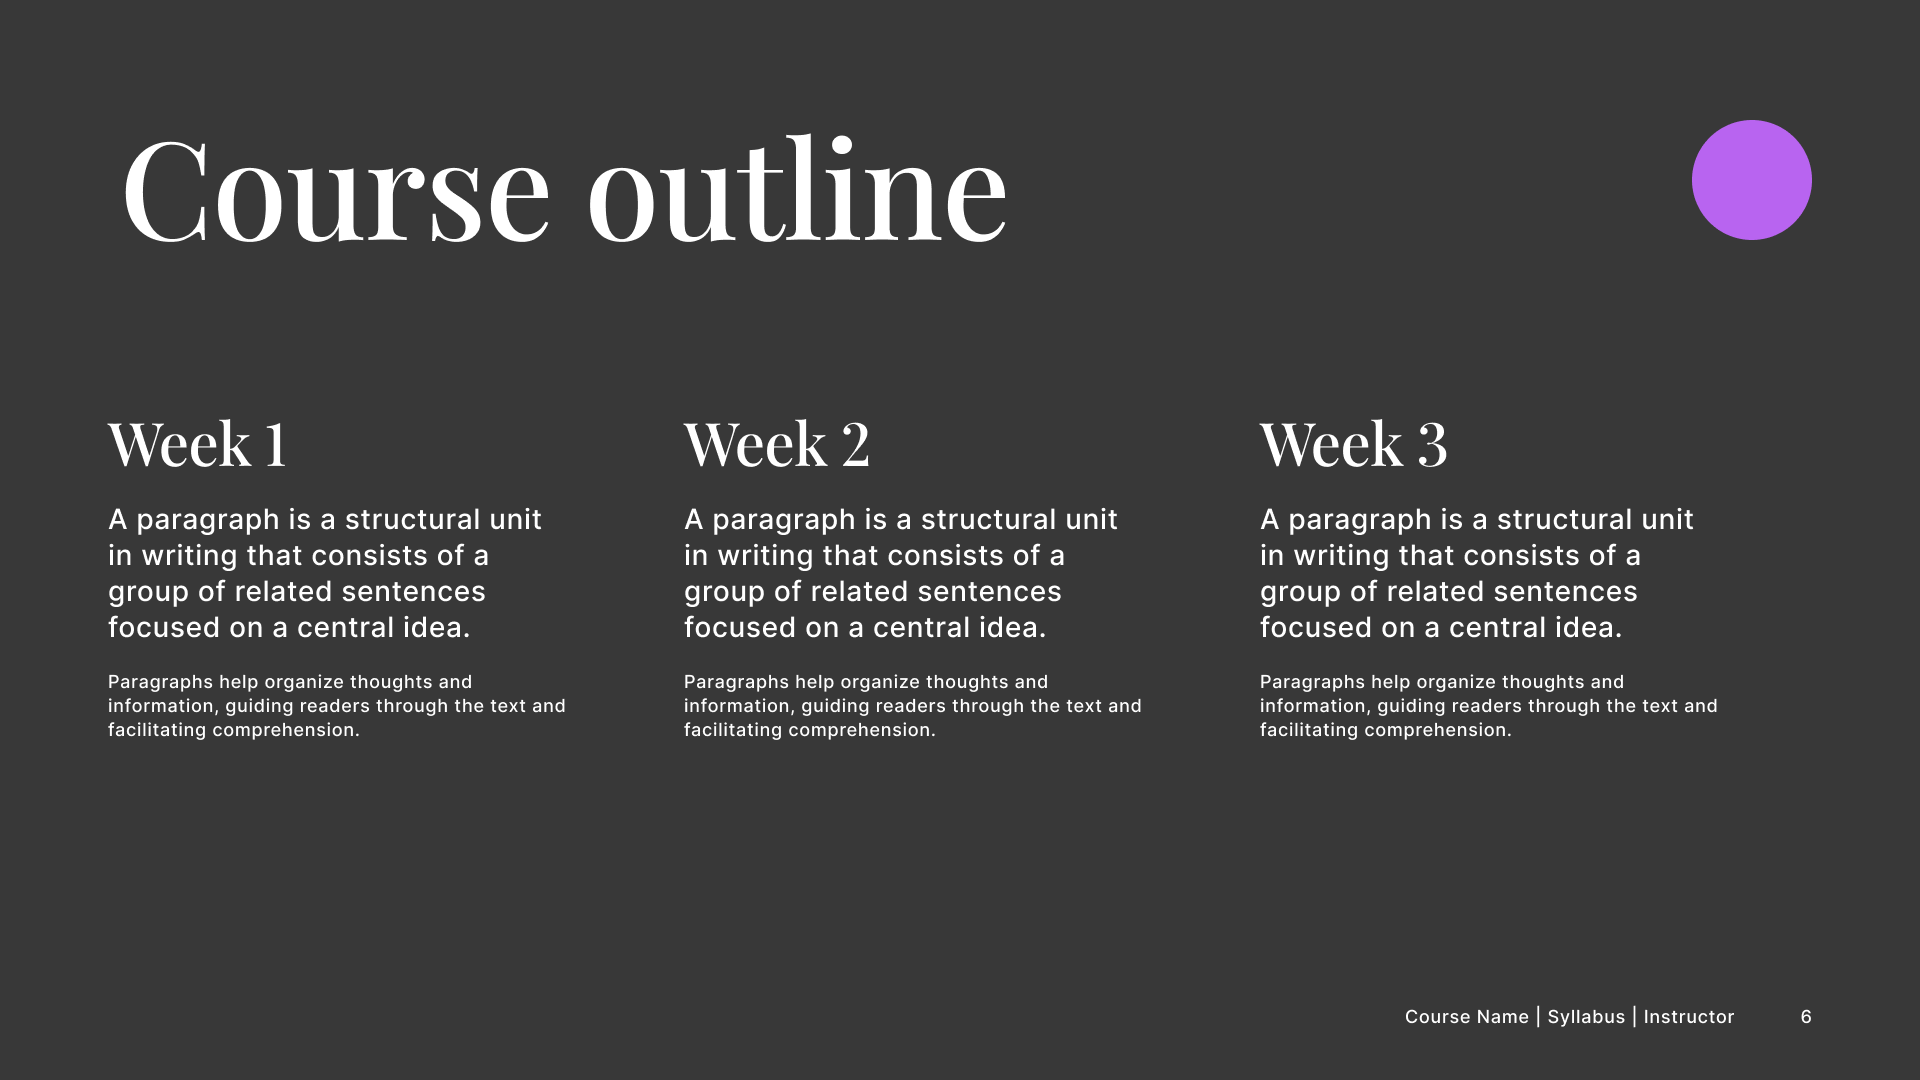 Course outline
Week 1
A paragraph is a structural unit
in writing that consists of a
group of related sentences
focused on a central idea.
Paragraphs help organize thoughts and
information, guiding readers through the text and
facilitating comprehension.
Week 2
A paragraph is a structural unit
in writing that consists of a
group of related sentences
focused on a central idea.
Paragraphs help organize thoughts and
information, guiding readers through the text and
facilitating comprehension.
Week 3
A paragraph is a structural unit
in writing that consists of a
group of related sentences
focused on a central idea.
Paragraphs help organize thoughts and
information, guiding readers through the text and
facilitating comprehension.
Course Name | Syllabus | Instructor 6